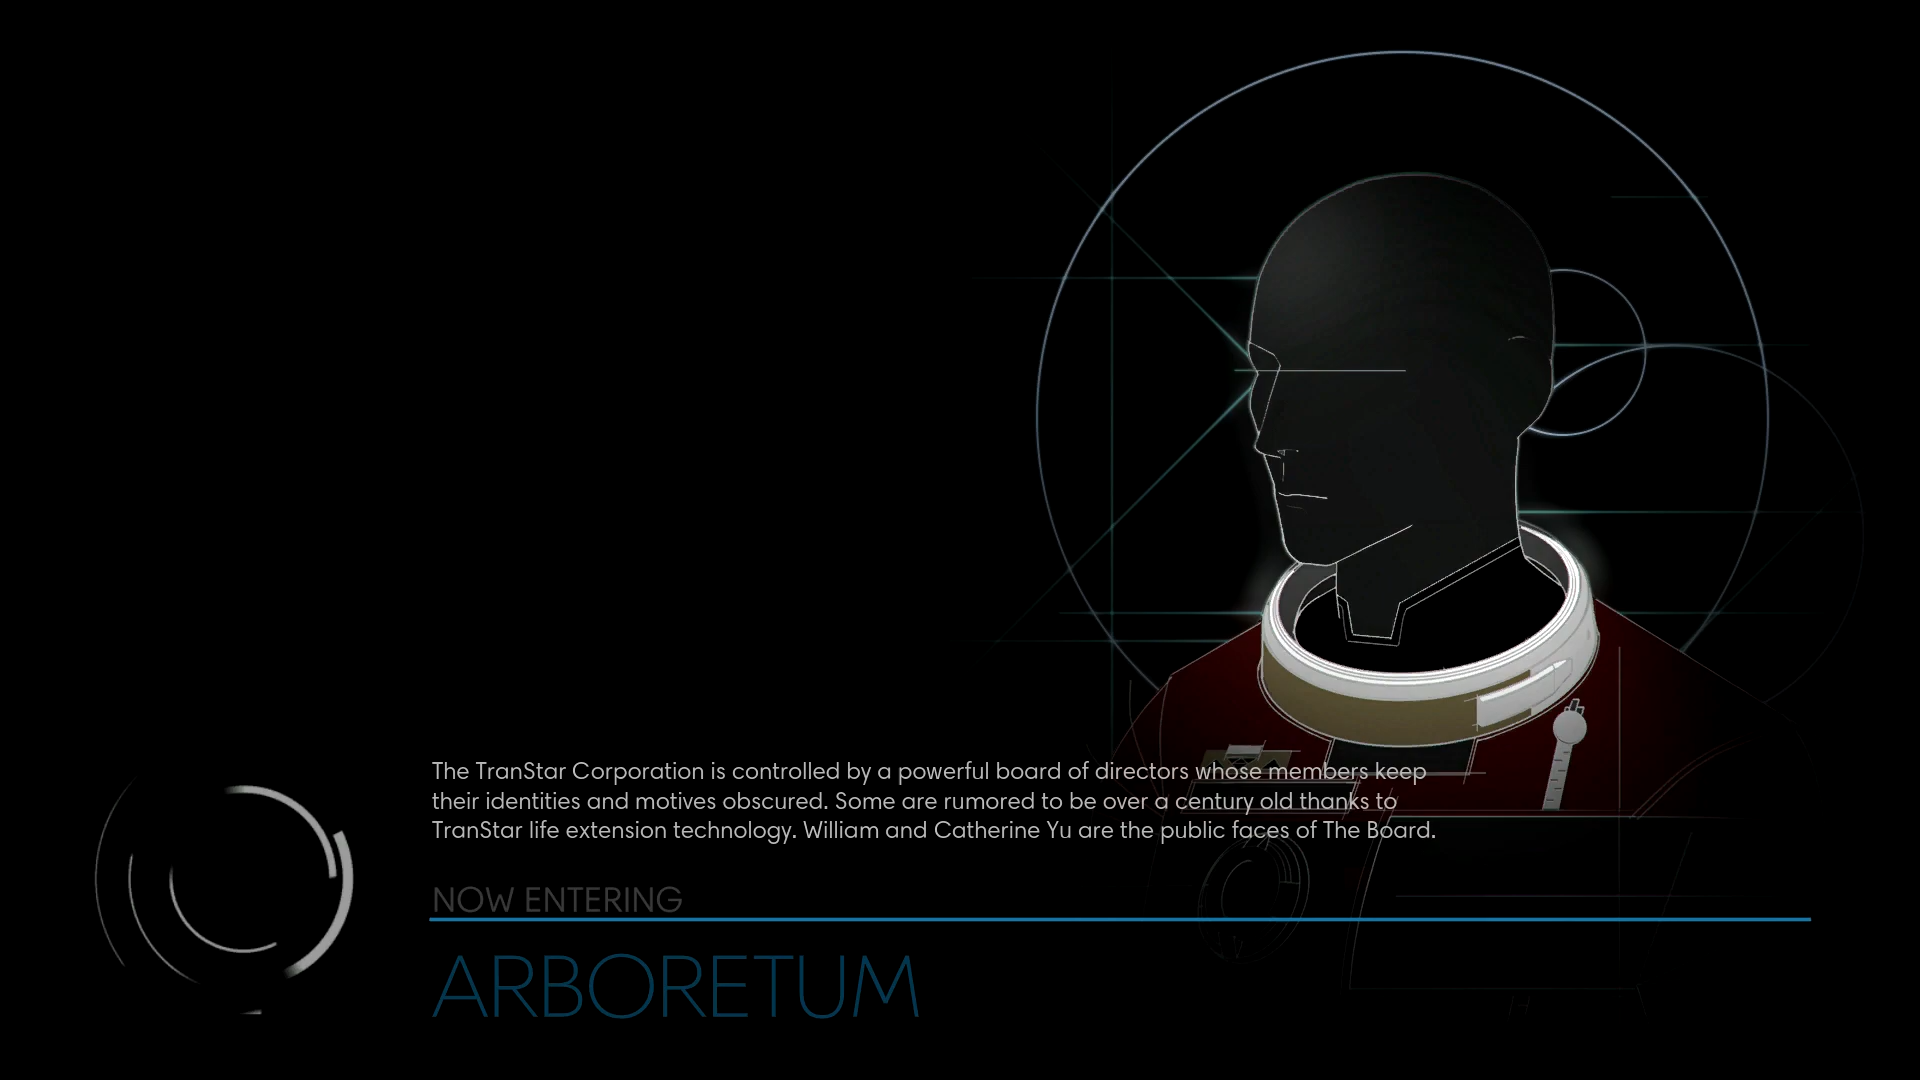 The TranStar Corporation is controlled by a powerful board of directors whose members keep
their identities and motives obscured. Some are rumored to be over a century old thanks to
TranStar life extension technology. William and Catherine Yu are the public faces of The Board.
NOW ENTERING
ARBORETUM